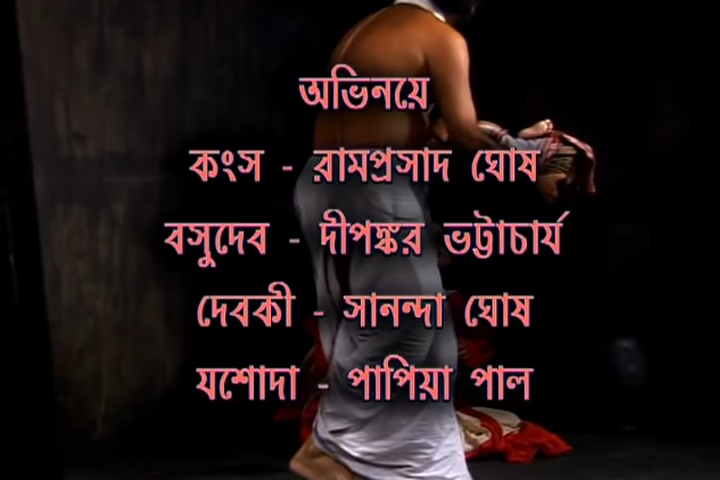 অভিনয়ে
কংস - রামপ্রসাদ ঘোষ
বসুদেব - দীপঙ্কর ভট্টাচার্য
দেবকী - সানন্দা ঘোষ
যশোদা - পাপিয়া পাল